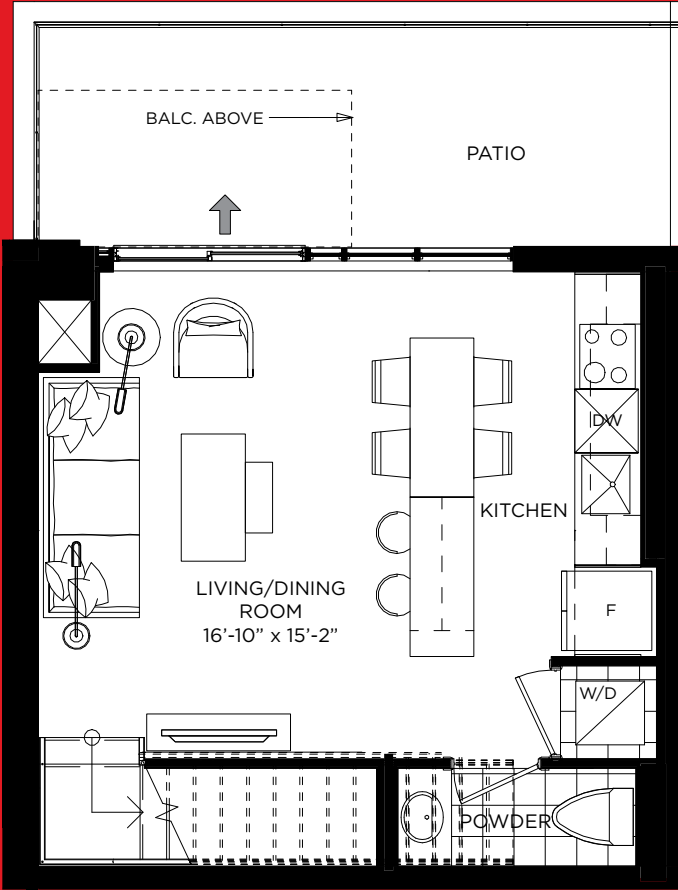 BALC. ABOVE
PATIO
DW
KITCHEN
LIVING/DINING
ROOM
16'-10" x 15'-2"
F
W/D
POWDER